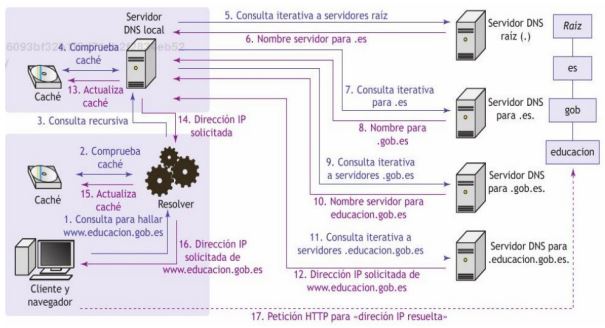 Servidor
DNS local
4. Comprueba
caché
Caché
13. Actualiza
caché
3. Consulta recursiva
14. Dirección IP
solicitada
2. Comprueba
caché
Caché
15. Actualiza
caché
Resolver
1. Consulta para hallar
www.educacion.gob.es
16. Dirección IP
solicitada de
www.educacion.gob.es
Cliente y
navegador
5. Consulta iterativa a servidores raíz
6. Nombre servidor para .es
7. Consulta iterativa
para .es
8. Nombre para
.gob.es
9. Consulta iterativa
a servidores .gob.es
10. Nombre servidor para
educacion.gob.es
11. Consulta iterativa a
servidores .educacion.gob.es
12. Dirección IP solicitada de
www.educacion.gob.es
17. Petición HTTP para «direción IP resuelta»
Servidor DNS
raíz (.)
Servidor DNS
para .es.
Servidor DNS
para .gob.es.
Servidor DNS para
.educacion.gob.es.
Raiz
es
gob
educacion